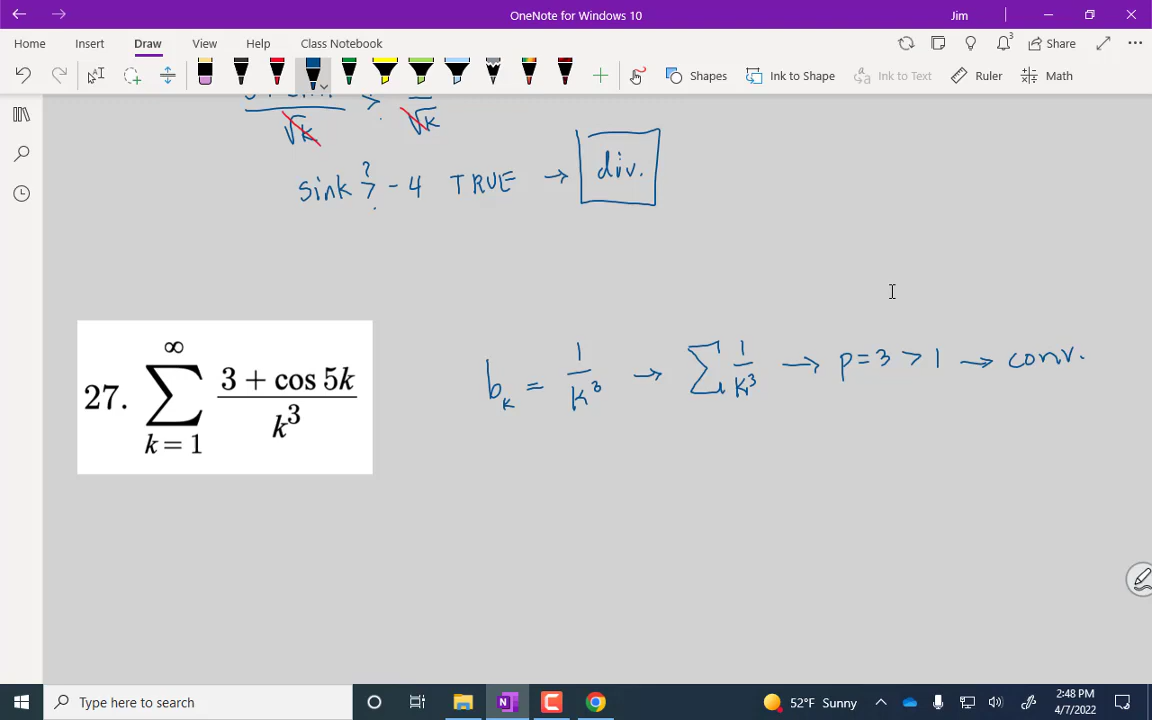 OneNote for Windows 10
Jim
Home Insert Draw View Help Class Notebook
Share
Shapes Ink to Shape Ink to Text Ruler Math
√k > √k
sin k >? - 4 TRUE → div.
27. ∞ ∑ k = 1 3 + cos 5k / k³
b_k = 1/k³ → ∑ 1/k³ → p = 3 > 1 → conv.
Type here to search
52°F Sunny
2:48 PM
4/7/2022